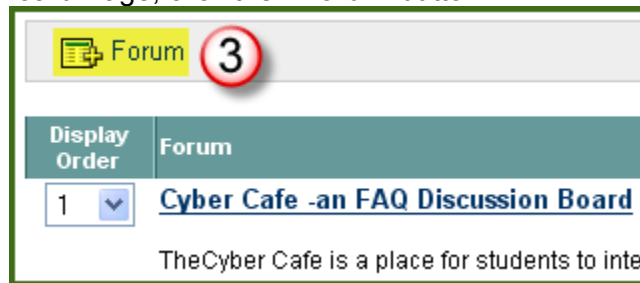 Forum 3
Display
Order
Forum
1
Cyber Cafe -an FAQ Discussion Board
TheCyber Cafe is a place for students to inte